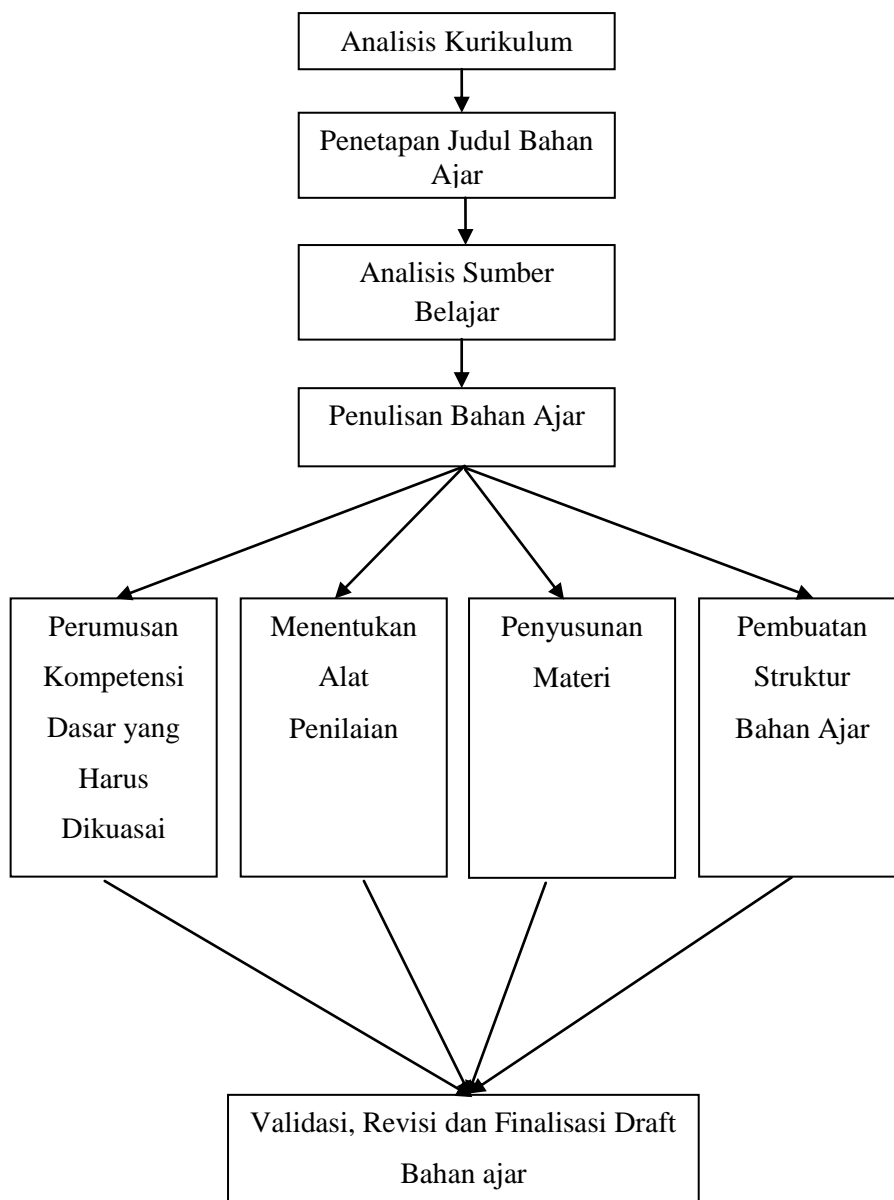 Analisis Kurikulum
Penetapan Judul Bahan
Ajar
Analisis Sumber
Belajar
Penulisan Bahan Ajar
Perumusan
Kompetensi
Dasar yang
Harus
Dikuasai
Menentukan
Alat
Penilaian
Penyusunan
Materi
Pembuatan
Struktur
Bahan Ajar
Validasi, Revisi dan Finalisasi Draft
Bahan ajar